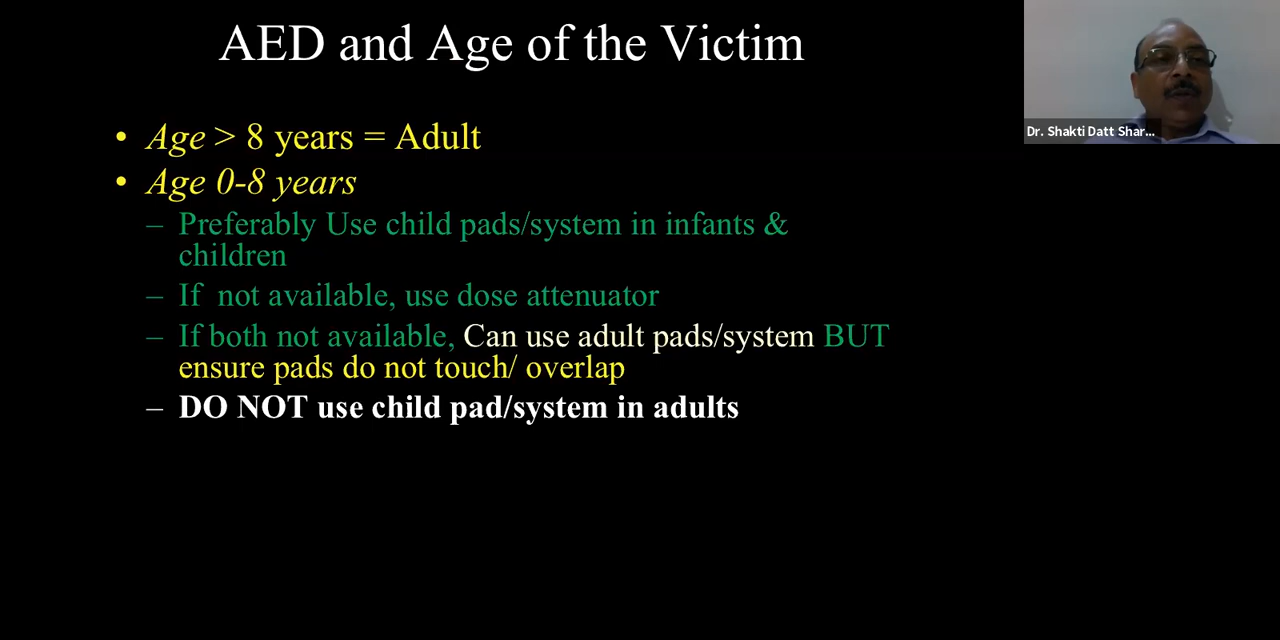 AED and Age of the Victim
Dr. Shakti Datt Shar...
• Age > 8 years = Adult
• Age 0-8 years
– Preferably Use child pads/system in infants &
children
– If  not available, use dose attenuator
– If both not available, Can use adult pads/system BUT
ensure pads do not touch/ overlap
– DO NOT use child pad/system in adults